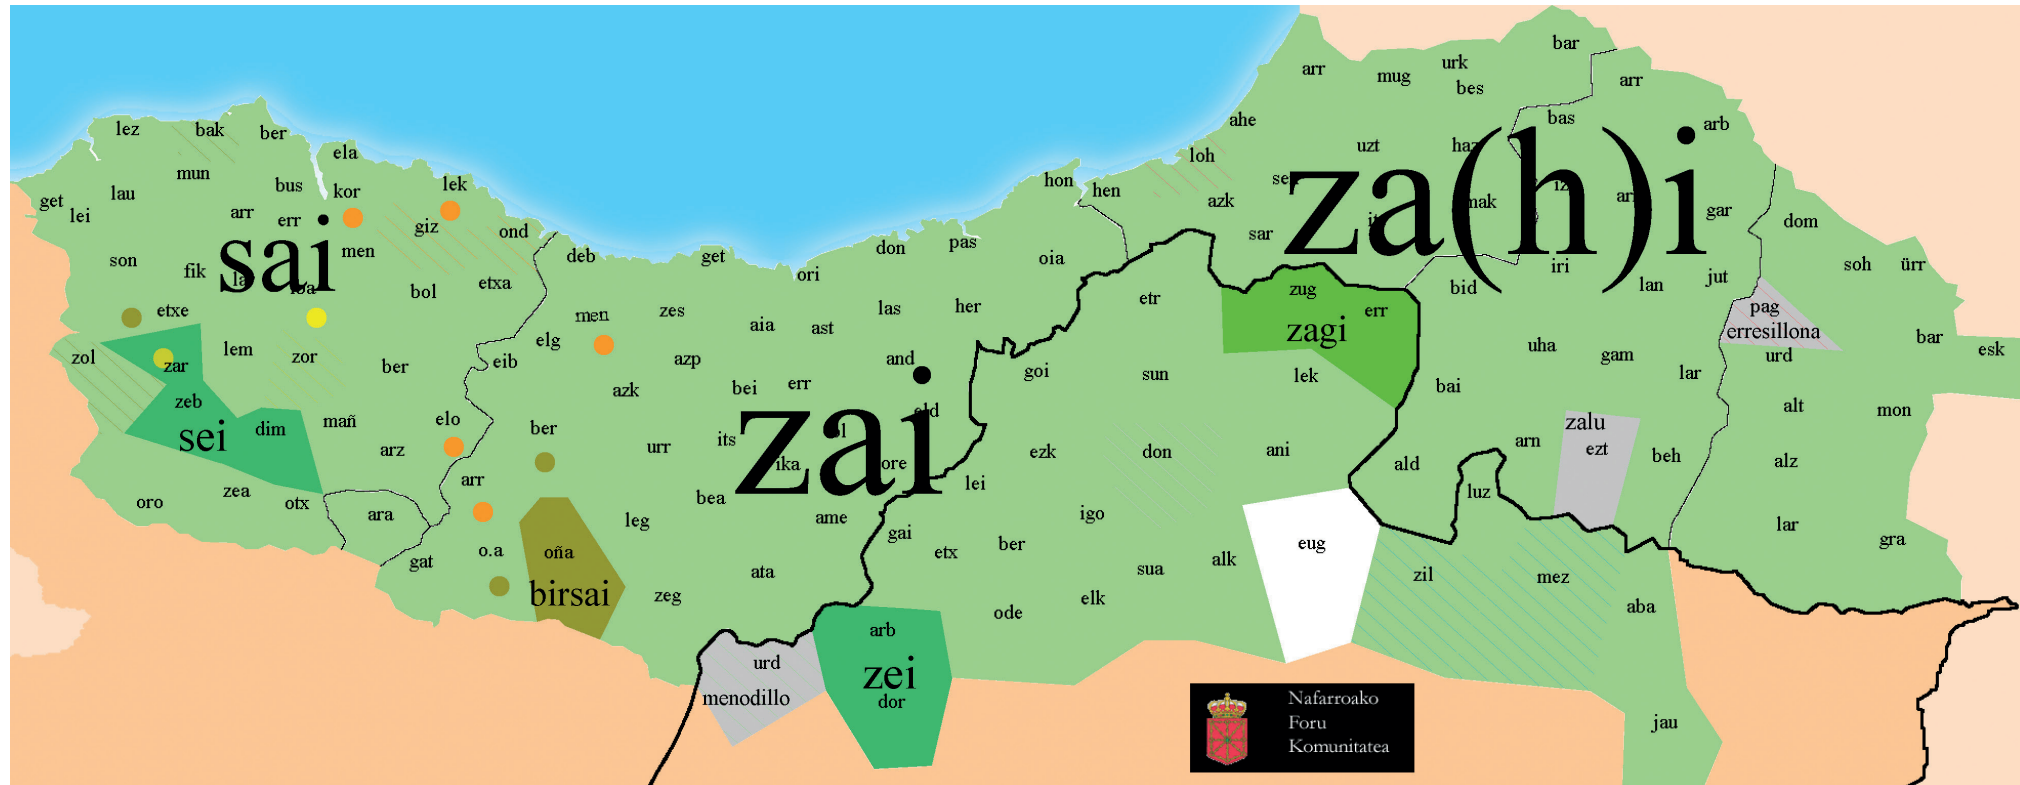 bar
arr
mug
urk
bes
arr
ahe
bas
arb
lez
bak
ber
ela
uzt
loh
mun
lau
bus
kor
lek
hon
hen
azk
get
lei
arr
err
giz
ond
sar
gar
dom
sai
za(h)i
men
son
fik
deb
get
don
pas
oia
ori
etxa
bol
iri
lan
jut
soh
ürr
bid
zug
err
etr
zagi
pag
erresillona
etxe
men
zes
aia
ast
las
her
elg
eib
azp
and
zol
zar
lem
zor
ber
goi
sun
lek
uha
gam
lar
urd
bar
esk
bai
azk
bei
err
zeb
sei
dim
mañ
elo
ber
zai
eld
alt
mon
zalu
ezt
arn
beh
arz
urr
its
ika
ore
ezk
don
ani
ald
alz
arr
bea
lei
luz
oro
zea
otx
ara
leg
ame
igo
lar
gra
gat
o.a
oña
birsai
ata
gai
etx
ber
sua
alk
eug
zil
mez
aba
zeg
ode
elk
arb
zei
dor
urd
menodillo
jau
Nafarroako
Foru
Komunitatea